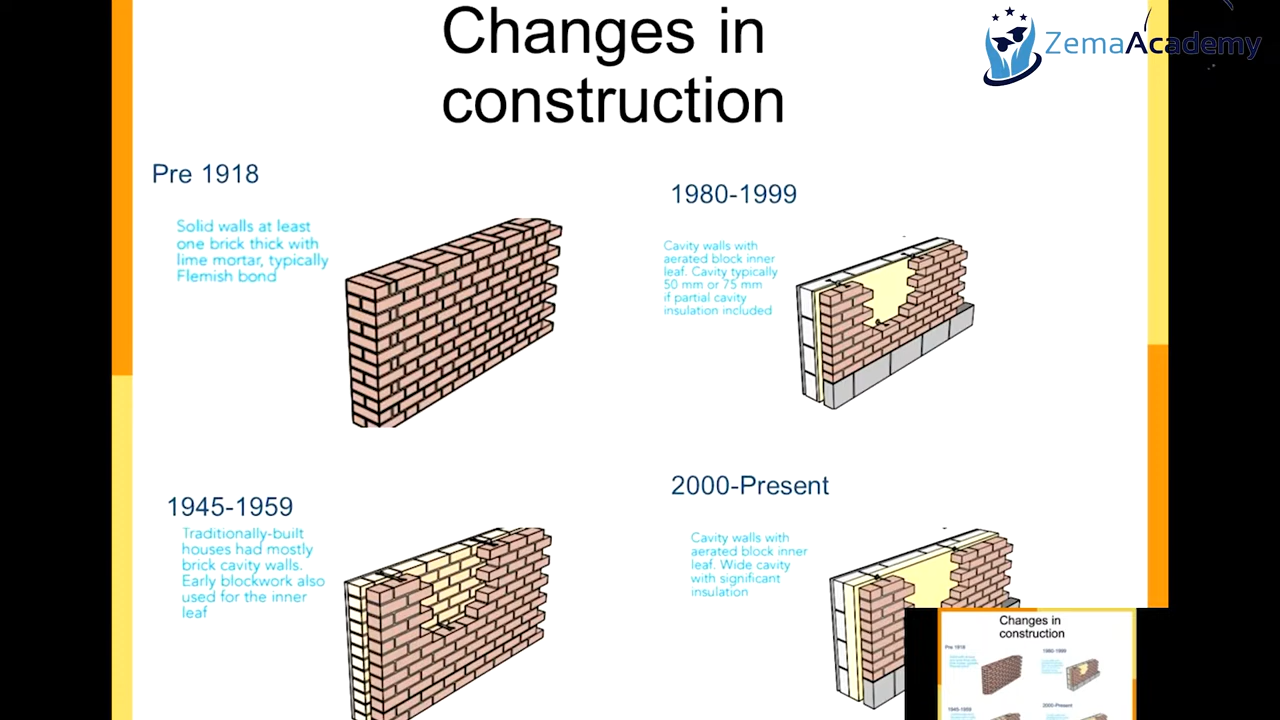 Changes in
construction
ZemaAcademy
Pre 1918
Solid walls at least
one brick thick with
lime mortar, typically
Flemish bond
1980-1999
Cavity walls with
aerated block inner
leaf. Cavity typically
50 mm or 75 mm
if partial cavity
insulation included
1945-1959
Traditionally-built
houses had mostly
brick cavity walls.
Early blockwork also
used for the inner
leaf
2000-Present
Cavity walls with
aerated block inner
leaf. Wide cavity
with significant
insulation
Changes in
construction
Pre 1918
1980-1999
1945-1959
2000-Present